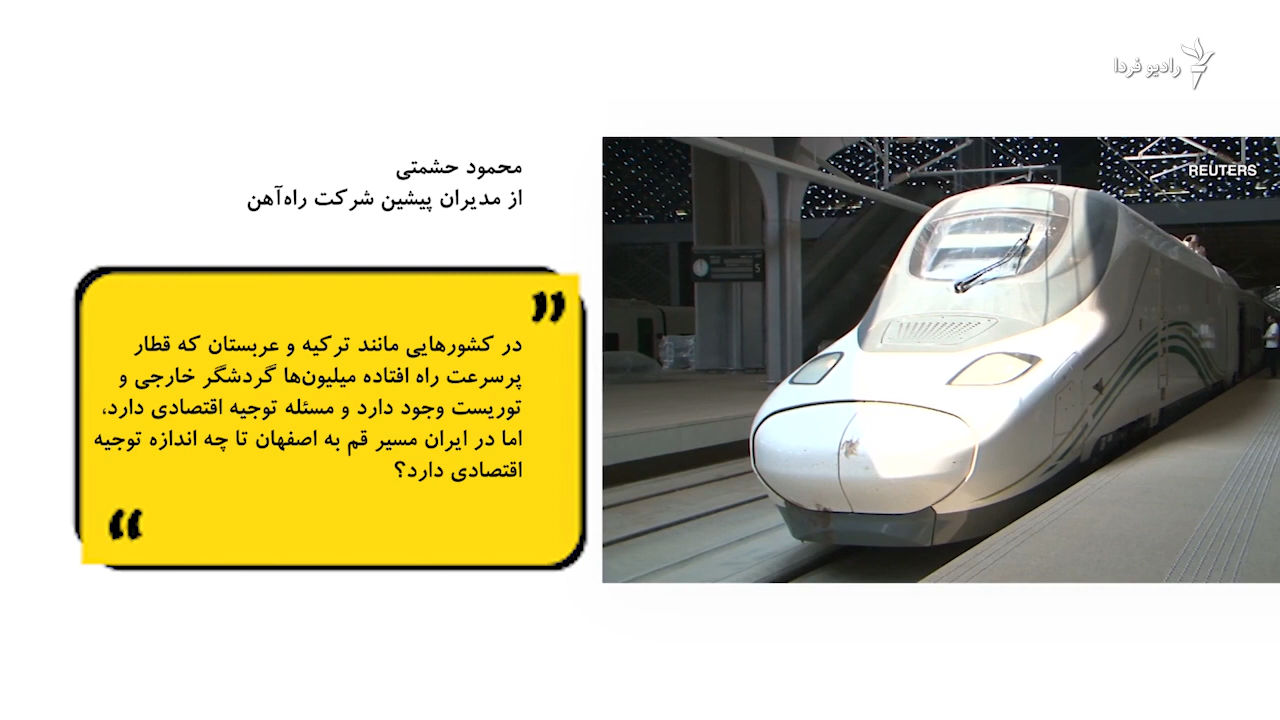 رادیو فردا
REUTERS
محمود حشمتی
از مدیران پیشین شرکت راه‌آهن
در کشورهایی مانند ترکیه و عربستان که قطار
پرسرعت راه افتاده میلیون‌ها گردشگر خارجی و
توریست وجود دارد و مسئله توجیه اقتصادی دارد،
اما در ایران مسیر قم به اصفهان تا چه اندازه توجیه
اقتصادی دارد؟
5